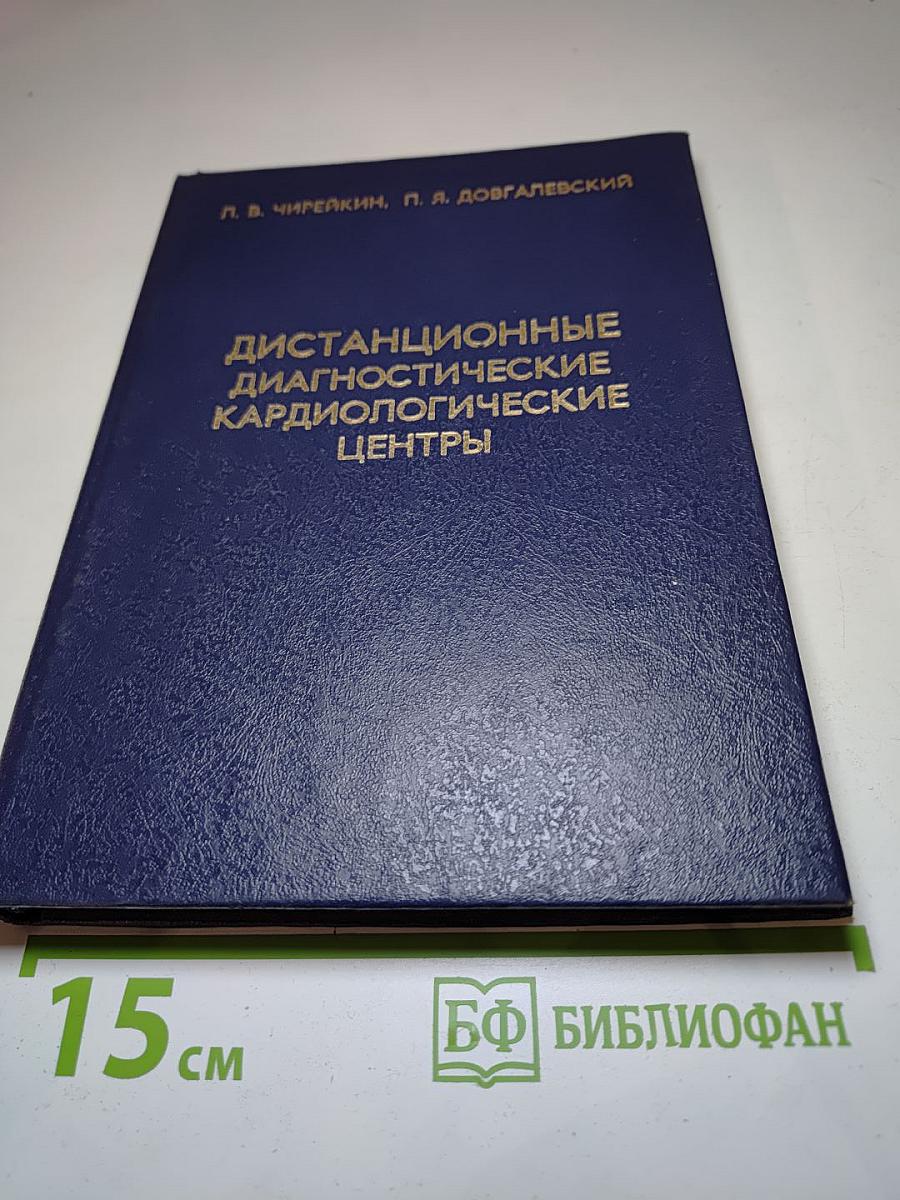 Л. В. ЧИРЕЙКИН, П. Я. ДОВГАЛЕВСКИЙ
ДИСТАНЦИОННЫЕ
ДИАГНОСТИЧЕСКИЕ
КАРДИОЛОГИЧЕСКИЕ
ЦЕНТРЫ
15 см
БФ БИБЛИОФАН